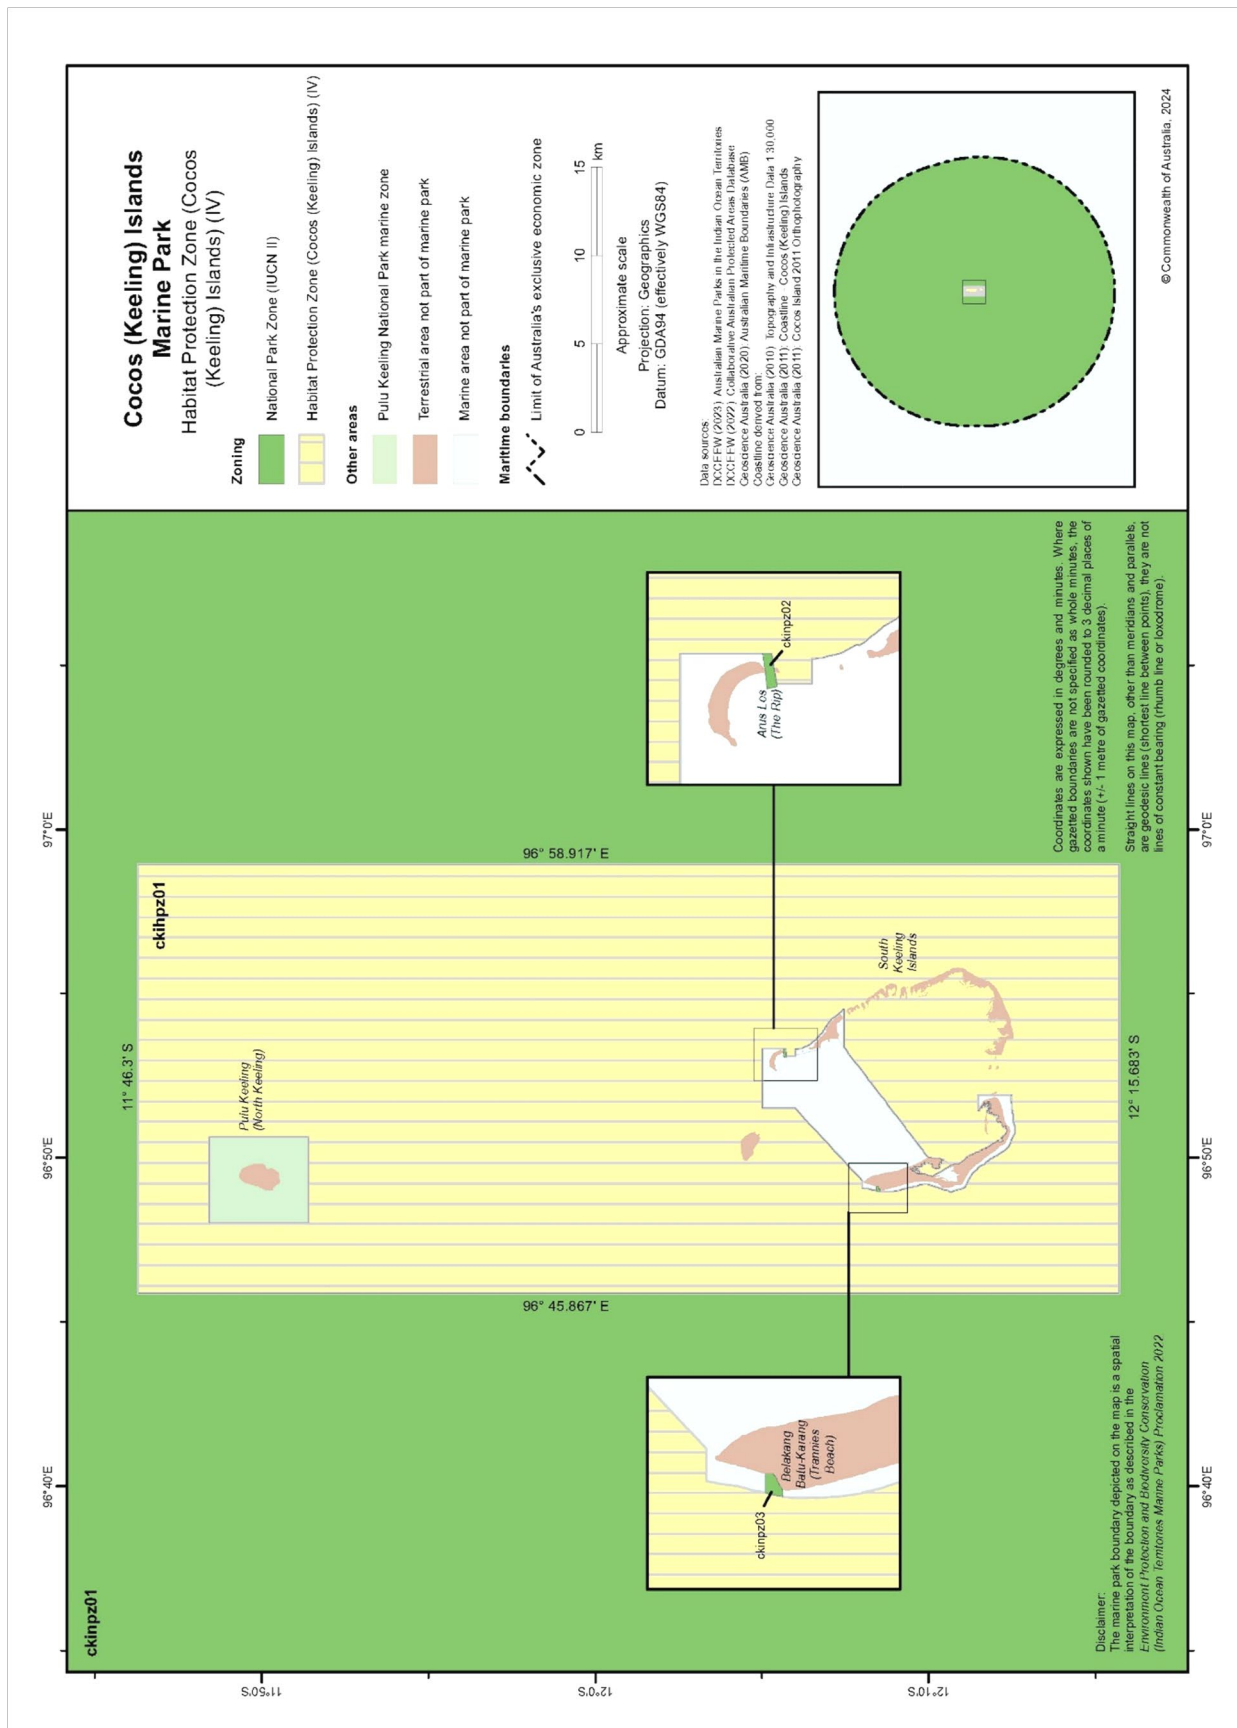 Cocos (Keeling) Islands
Marine Park
Habitat Protection Zone (Cocos
(Keeling) Islands) (IV)
Zoning
National Park Zone (IUCN II)
Habitat Protection Zone (Cocos (Keeling) Islands) (IV)
Other areas
Pulu Keeling National Park marine zone
Terrestrial area not part of marine park
Marine area not part of marine park
Maritime boundaries
Limit of Australia's exclusive economic zone
0 5 10 15
km
Approximate scale
Projection: Geographics
Datum: GDA94 (effectively WGS84)
Data sources:
DCCEEW (2023) Australian Marine Parks in the Indian Ocean Territories
DCCEEW (2022) Collaborative Australian Protected Areas Database
Geoscience Australia (2020) Australian Maritime Boundaries (AMB)
Coastline derived from:
Geoscience Australia (2010) Topography and Infrastructure Data 1:30,000
Geoscience Australia (2011): Coastline - Cocos (Keeling) Islands
Geoscience Australia (2011): Cocos Island 2011 Orthophotography
© Commonwealth of Australia, 2024
ckinpz01
96°40'E
96°50'E
97°0'E
11°50'S
12°0'S
12°10'S
96°40'E
96°50'E
97°0'E
ckihpz01
11° 46.3' S
96° 45.867' E
96° 58.917' E
12° 15.683' S
Pulu Keeling
(North Keeling)
South
Keeling
Islands
ckinpz03
Belakang
Batu-Karang
(Trannies
Beach)
ckinpz02
Arus Los
(The Rip)
Disclaimer:
The marine park boundary depicted on the map is a spatial
interpretation of the boundary as described in the
Environment Protection and Biodiversity Conservation
(Indian Ocean Territories Marine Parks) Proclamation 2022
Coordinates are expressed in degrees and minutes. Where
gazetted boundaries are not specified as whole minutes, the
coordinates shown have been rounded to 3 decimal places of
a minute (+/- 1 metre of gazetted coordinates).
Straight lines on this map, other than meridians and parallels,
are geodesic lines (shortest line between points), they are not
lines of constant bearing (rhumb line or loxodrome).